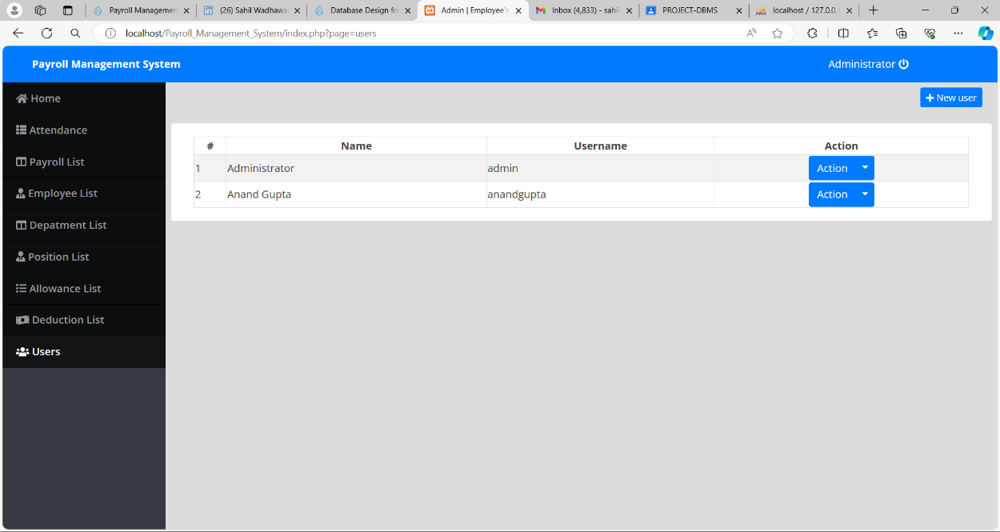 Payroll Management
(26) Sahil Wadhawa
Database Design fo
Admin | Employee's
Inbox (4,833) - sahil
PROJECT-DBMS
localhost / 127.0.0.1
localhost/Payroll_Management_System/index.php?page=users
Payroll Management System
Administrator
Home
Attendance
Payroll List
Employee List
Depatment List
Position List
Allowance List
Deduction List
Users
New user
# Name Username Action
1 Administrator admin Action
2 Anand Gupta anandgupta Action